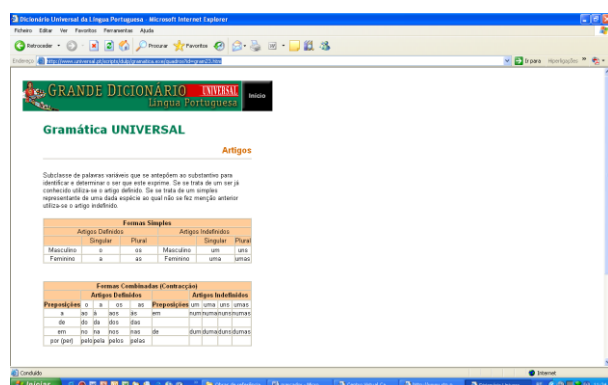 Dicionário Universal da Língua Portuguesa - Microsoft Internet Explorer
Ficheiro Editar Ver Favoritos Ferramentas Ajuda
Retroceder Procurar Favoritos
Endereço Ir para Hiperligações
GRANDE DICIONÁRIO UNIVERSAL
Língua Portuguesa
Início
Gramática UNIVERSAL
Artigos
Subclasse de palavras variáveis que se antepõem ao substantivo para
identificar e determinar o ser que este exprime. Se se trata de um ser já
conhecido utiliza-se o artigo definido. Se se trata de um simples
representante de uma dada espécie ao qual não se fez menção anterior
utiliza-se o artigo indefinido.
Formas Simples
Artigos Definidos Artigos Indefinidos
Singular Plural Singular Plural
Masculino o os Masculino um uns
Feminino a as Feminino uma umas
Formas Combinadas (Contracção)
Artigos Definidos Artigos Indefinidos
Preposições o a os as Preposições um uma uns umas
a ao à aos às em num numa nuns numas
de do da dos das
em no na nos nas de dum duma duns dumas
por (per) pelo pela pelos pelas
Concluído Internet
Iniciar